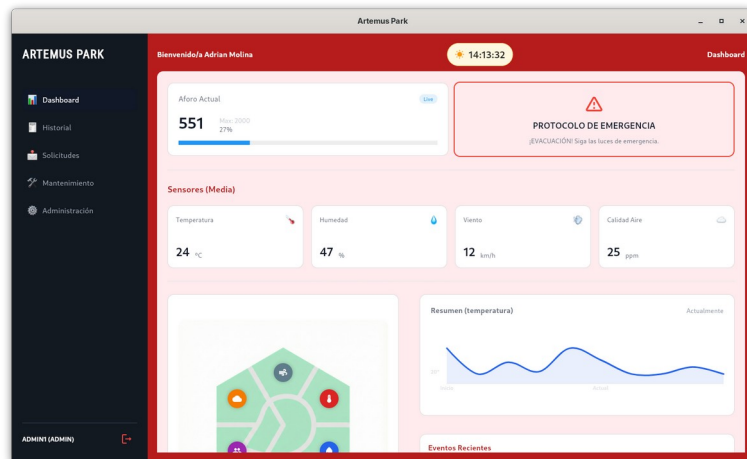 Artemus Park
ARTEMUS PARK
Dashboard
Historial
Solicitudes
Mantenimiento
Administración
ADMIN1 (ADMIN)
Bienvenido/a Adrian Molina
14:13:32
Dashboard
Aforo Actual
Live
551
Max: 2000
27%
PROTOCOLO DE EMERGENCIA
¡EVACUACIÓN! Siga las luces de emergencia.
Sensores (Media)
Temperatura
24 °C
Humedad
47 %
Viento
12 km/h
Calidad Aire
25 ppm
Resumen (temperatura)
Actualmente
Inicio
Actual
Eventos Recientes